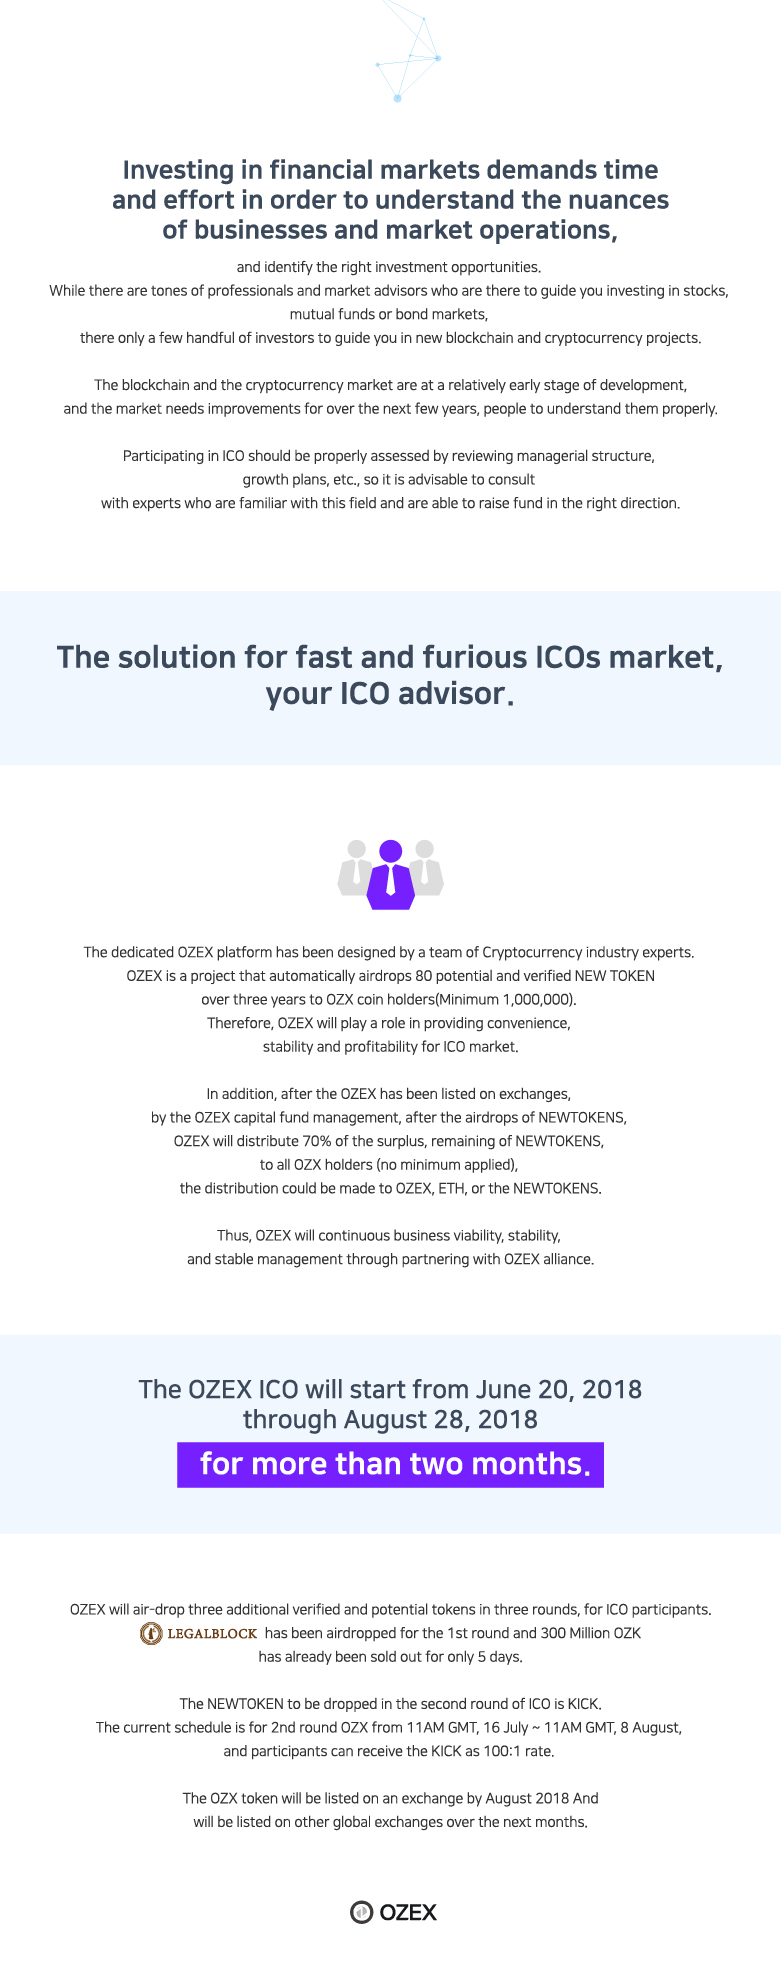 Investing in financial markets demands time
and effort in order to understand the nuances
of businesses and market operations,
and identify the right investment opportunities.
While there are tones of professionals and market advisors who are there to guide you investing in stocks,
mutual funds or bond markets,
there only a few handful of investors to guide you in new blockchain and cryptocurrency projects.
The blockchain and the cryptocurrency market are at a relatively early stage of development,
and the market needs improvements for over the next few years, people to understand them properly.
Participating in ICO should be properly assessed by reviewing managerial structure,
growth plans, etc., so it is advisable to consult
with experts who are familiar with this field and are able to raise fund in the right direction.
The solution for fast and furious ICOs market,
your ICO advisor.
The dedicated OZEX platform has been designed by a team of Cryptocurrency industry experts.
OZEX is a project that automatically airdrops 80 potential and verified NEW TOKEN
over three years to OZX coin holders(Minimum 1,000,000).
Therefore, OZEX will play a role in providing convenience,
stability and profitability for ICO market.
In addition, after the OZEX has been listed on exchanges,
by the OZEX capital fund management, after the airdrops of NEWTOKENS,
OZEX will distribute 70% of the surplus, remaining of NEWTOKENS,
to all OZX holders (no minimum applied),
the distribution could be made to OZEX, ETH, or the NEWTOKENS.
Thus, OZEX will continuous business viability, stability,
and stable management through partnering with OZEX alliance.
The OZEX ICO will start from June 20, 2018
through August 28, 2018
for more than two months.
OZEX will air-drop three additional verified and potential tokens in three rounds, for ICO participants.
LEGALBLOCK has been airdropped for the 1st round and 300 Million OZK
has already been sold out for only 5 days.
The NEWTOKEN to be dropped in the second round of ICO is KICK.
The current schedule is for 2nd round OZX from 11AM GMT, 16 July ~ 11AM GMT, 8 August,
and participants can receive the KICK as 100:1 rate.
The OZX token will be listed on an exchange by August 2018 And
will be listed on other global exchanges over the next months.
OZEX